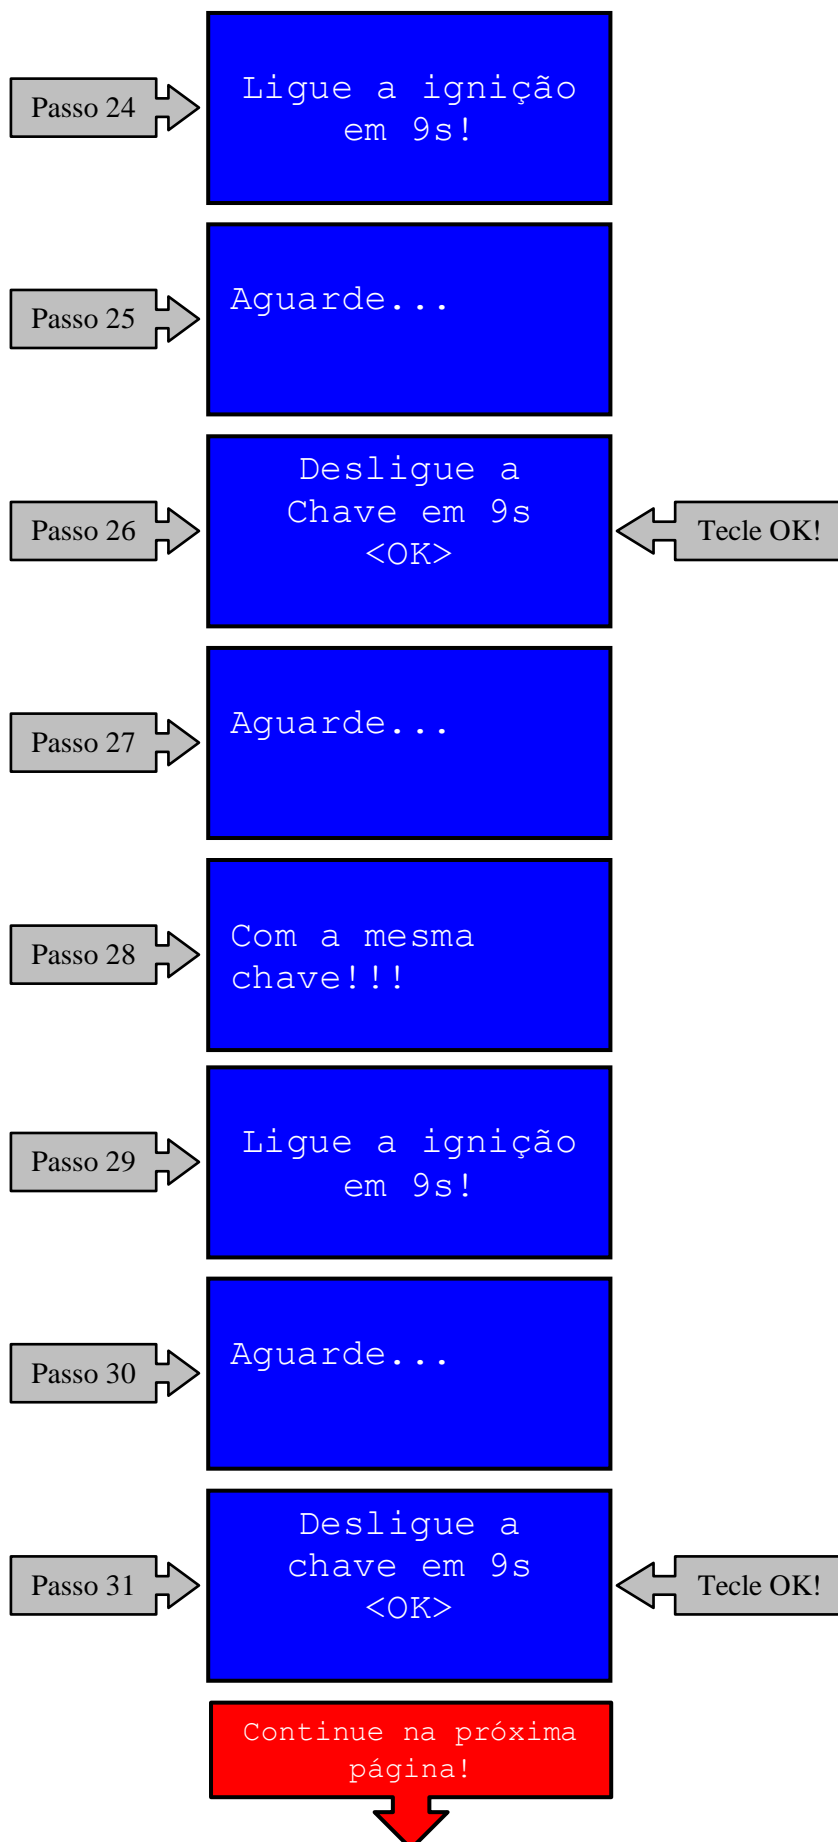 Passo 24
Ligue a ignição
em 9s!
Passo 25
Aguarde...
Passo 26
Desligue a
Chave em 9s
<OK>
Tecle OK!
Passo 27
Aguarde...
Passo 28
Com a mesma
chave!!!
Passo 29
Ligue a ignição
em 9s!
Passo 30
Aguarde...
Passo 31
Desligue a
chave em 9s
<OK>
Tecle OK!
Continue na próxima
página!